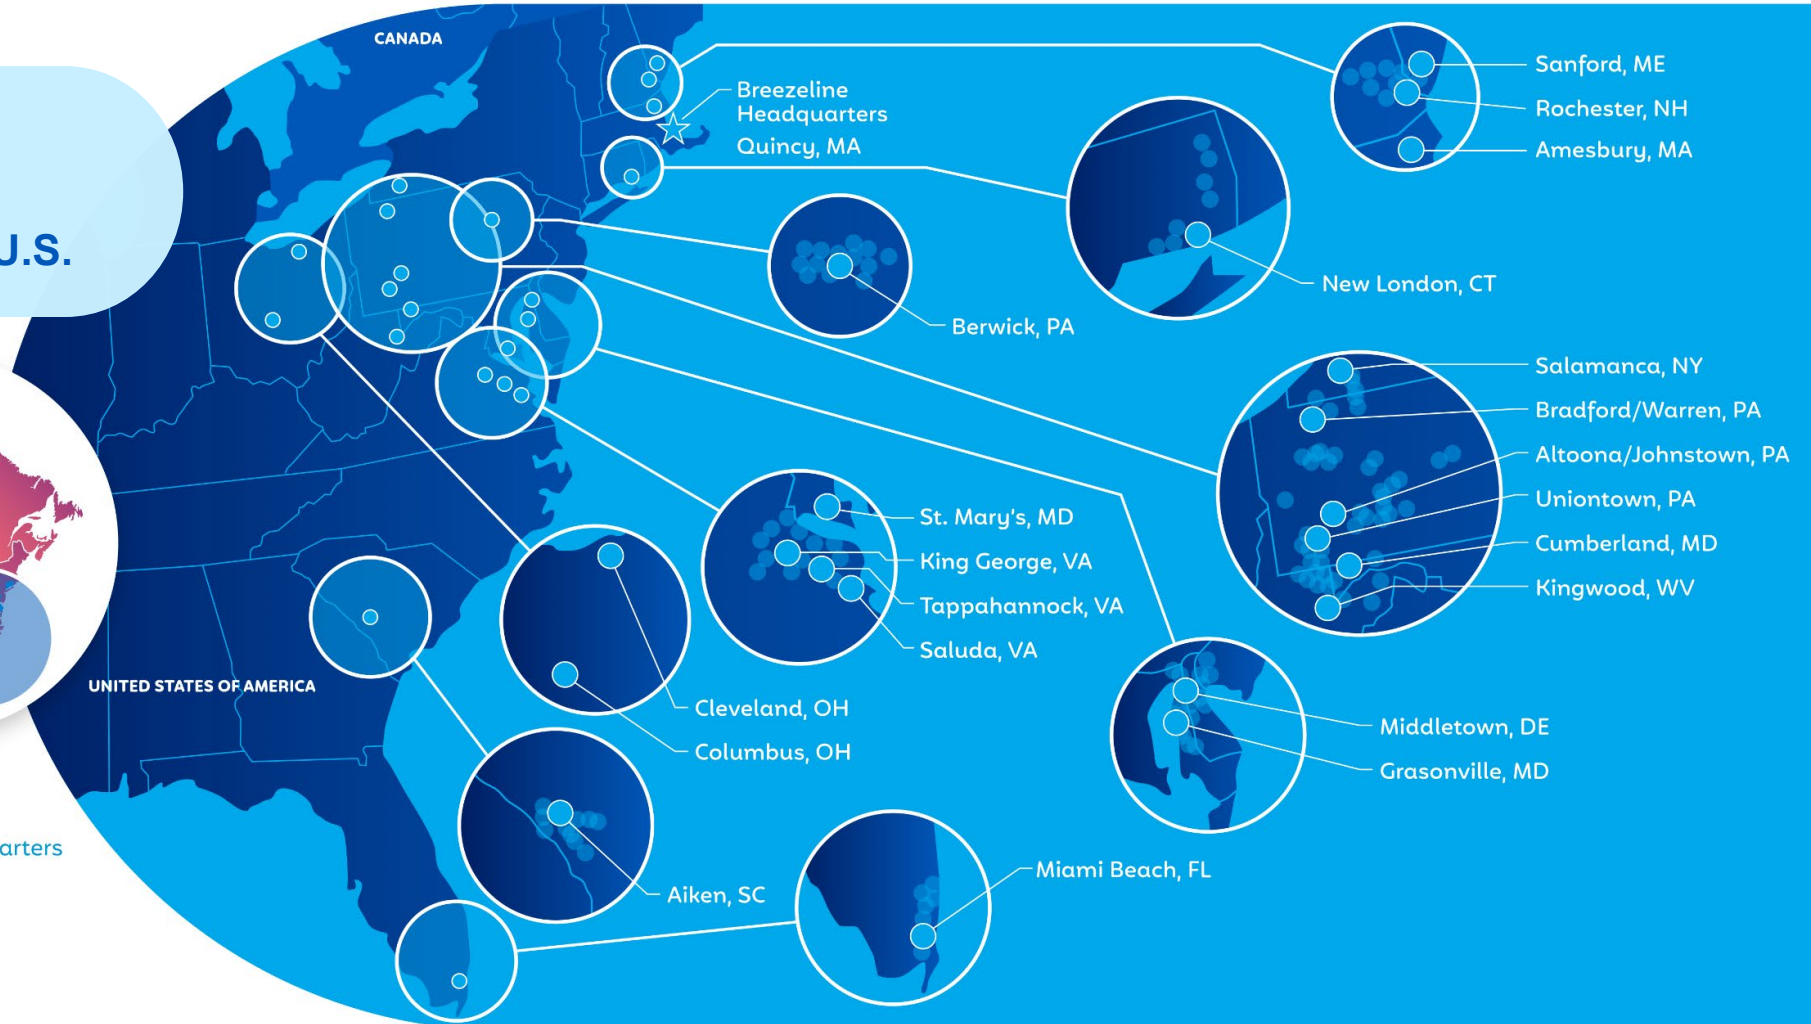 CANADA
U.S.
Breezeline
Headquarters
Quincy, MA
Sanford, ME
Rochester, NH
Amesbury, MA
New London, CT
Berwick, PA
Salamanca, NY
Bradford/Warren, PA
Altoona/Johnstown, PA
Uniontown, PA
Cumberland, MD
Kingwood, WV
St. Mary's, MD
King George, VA
Tappahannock, VA
Saluda, VA
UNITED STATES OF AMERICA
Cleveland, OH
Columbus, OH
Middletown, DE
Grasonville, MD
arters
Miami Beach, FL
Aiken, SC